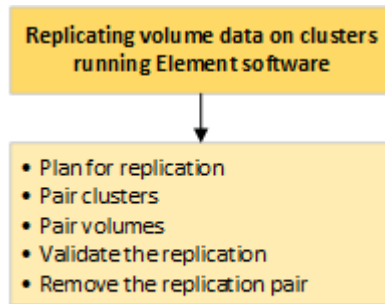 Replicating volume data on clusters
running Element software
• Plan for replication
• Pair clusters
• Pair volumes
• Validate the replication
• Remove the replication pair